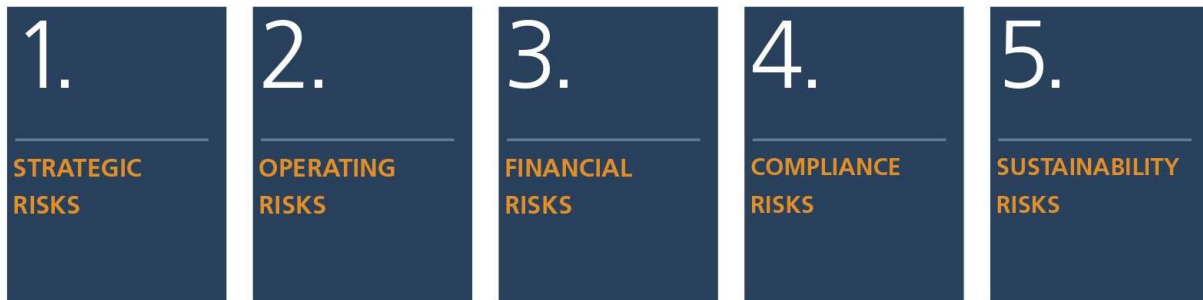 1.
STRATEGIC
RISKS
2.
OPERATING
RISKS
3.
FINANCIAL
RISKS
4.
COMPLIANCE
RISKS
5.
SUSTAINABILITY
RISKS